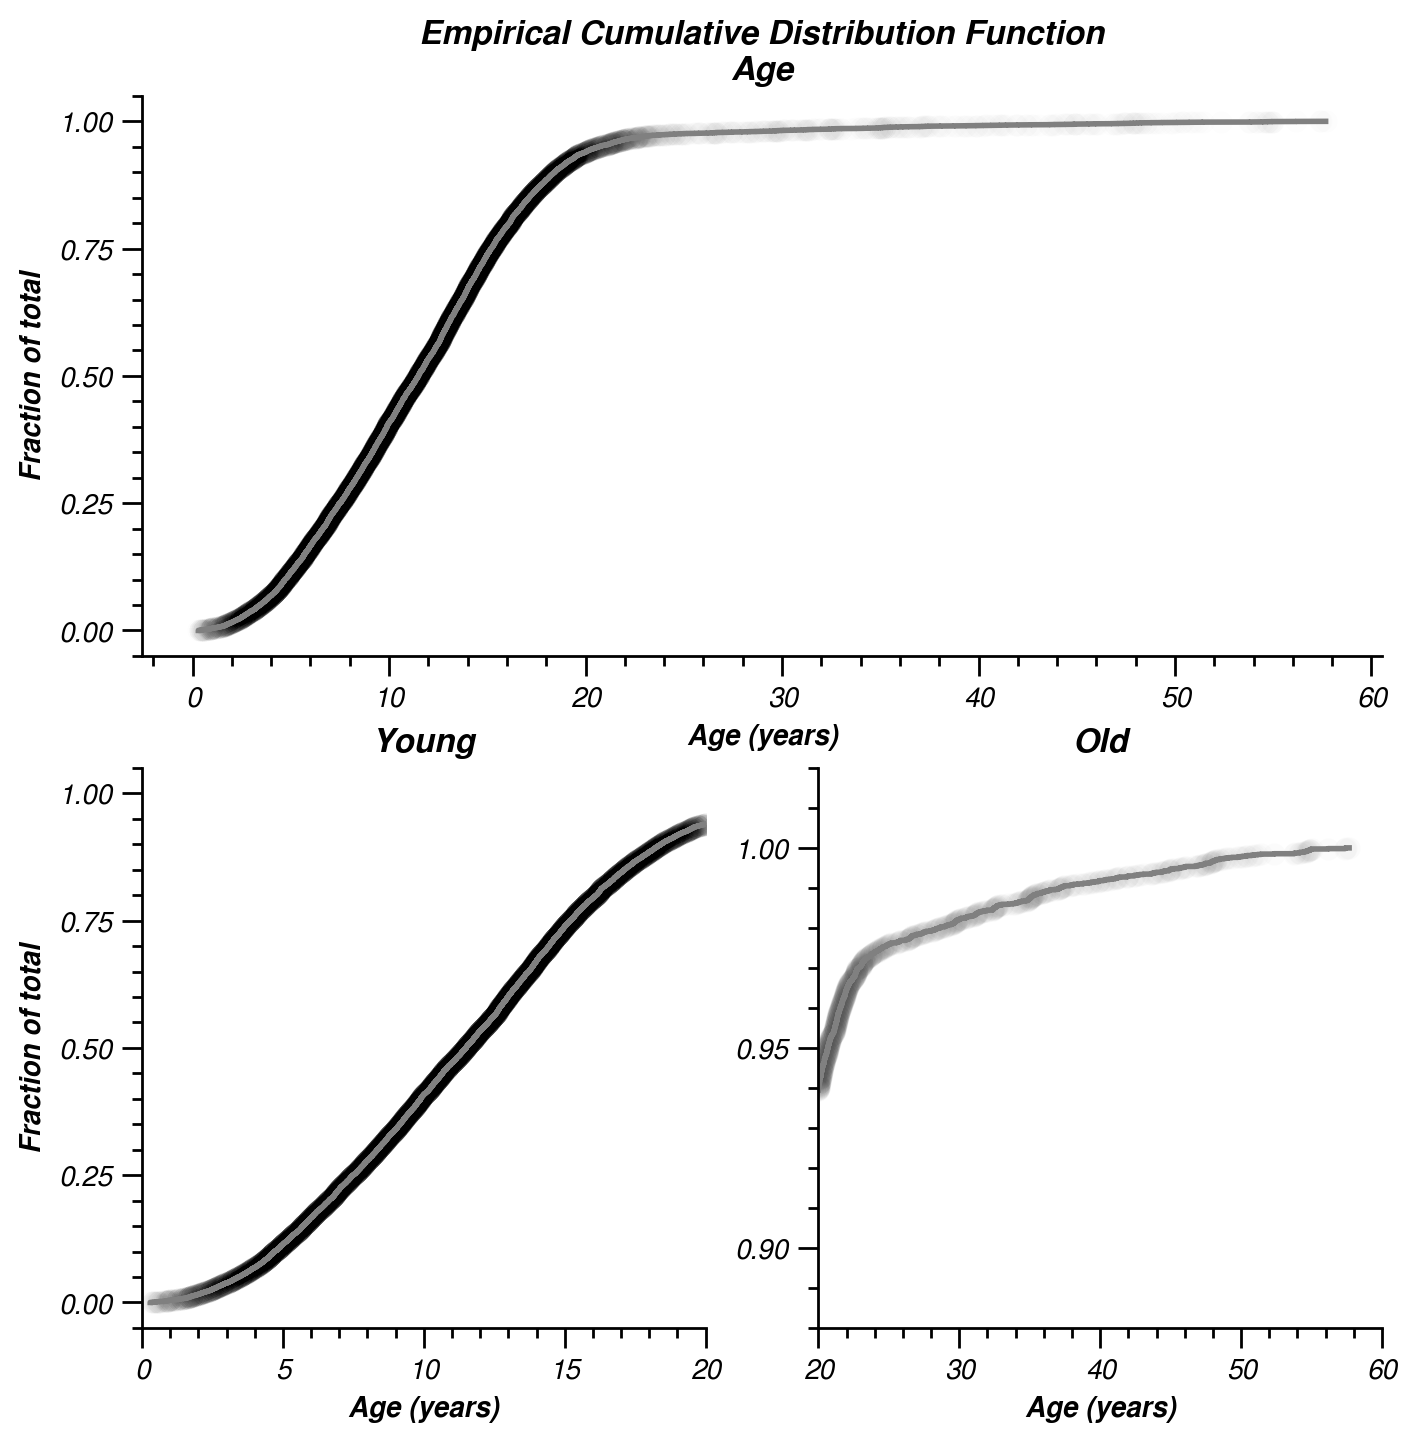 Empirical Cumulative Distribution Function
Age
1.00
0.75
0.50
0.25
0.00
Fraction of total
0 10 20 30 40 50 60
Age (years)
Young
1.00
0.75
0.50
0.25
0.00
Fraction of total
0 5 10 15 20
Age (years)
Old
1.00
0.95
0.90
20 30 40 50 60
Age (years)